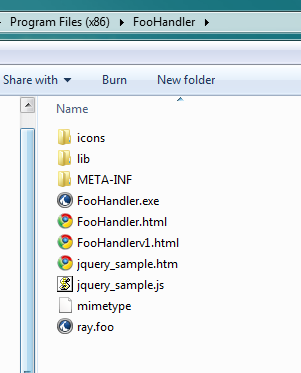 Program Files (x86) FooHandler
Share with Burn New folder
Name
icons
lib
META-INF
FooHandler.exe
FooHandler.html
FooHandlerv1.html
jquery_sample.htm
jquery_sample.js
mimetype
ray.foo